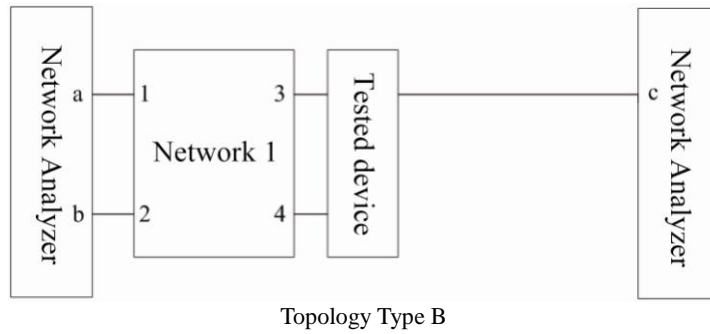 Network Analyzer
a
b
1
2
Network 1
3
4
Tested device
c
Network Analyzer
Topology Type B